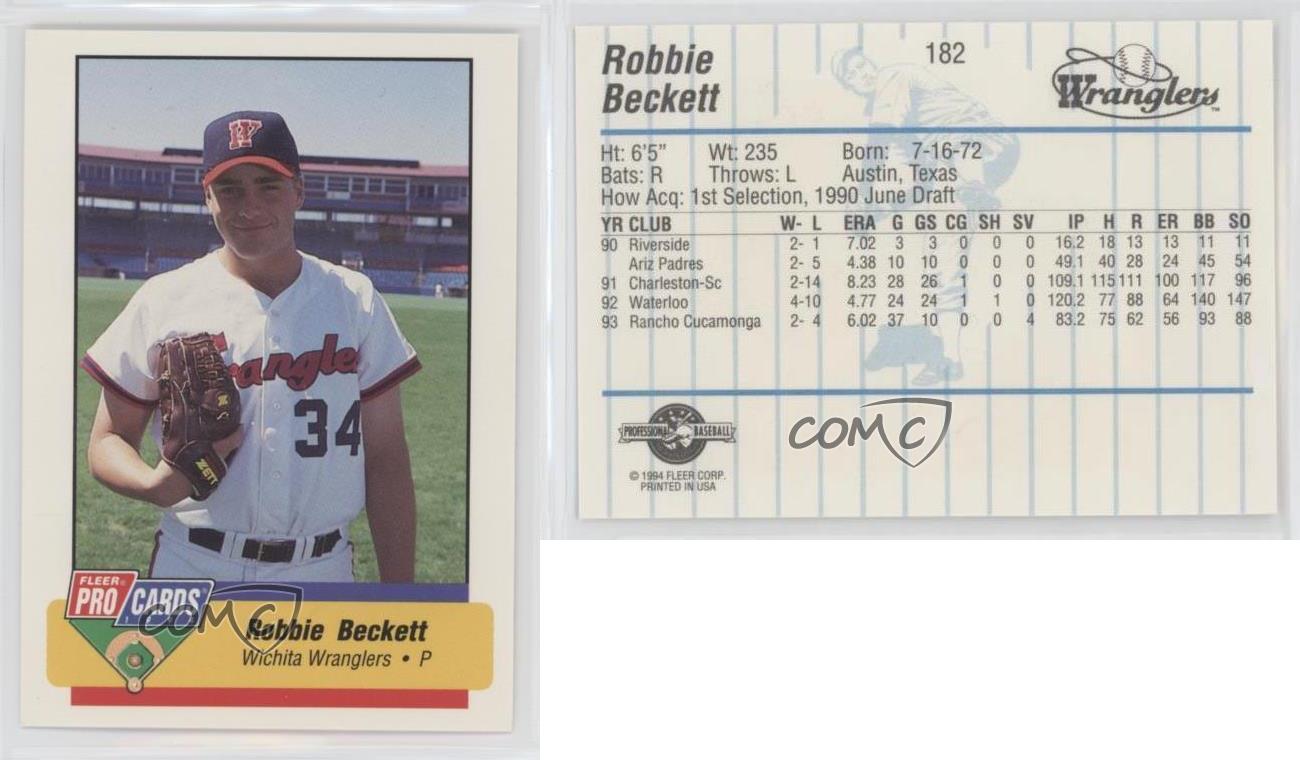 W
Wrangle
34
ZETT
FLEER®
PRO CARDS
COMC
Robbie Beckett
Wichita Wranglers • P
Robbie
Beckett
182
Wranglers™
Ht: 6'5" Wt: 235 Born: 7-16-72
Bats: R Throws: L Austin, Texas
How Acq: 1st Selection, 1990 June Draft
YR CLUB W- L ERA G GS CG SH SV IP H R ER BB SO
90 Riverside 2- 1 7.02 3 3 0 0 0 16.2 18 13 13 11 11
Ariz Padres 2- 5 4.38 10 10 0 0 0 49.1 40 28 24 45 54
91 Charleston-Sc 2-14 8.23 28 26 1 0 0 109.1 115 111 100 117 96
92 Waterloo 4-10 4.77 24 24 1 1 0 120.2 77 88 64 140 147
93 Rancho Cucamonga 2- 4 6.02 37 10 0 0 4 83.2 75 62 56 93 88
PROFESSIONAL BASEBALL
COMC
© 1994 FLEER CORP.
PRINTED IN USA